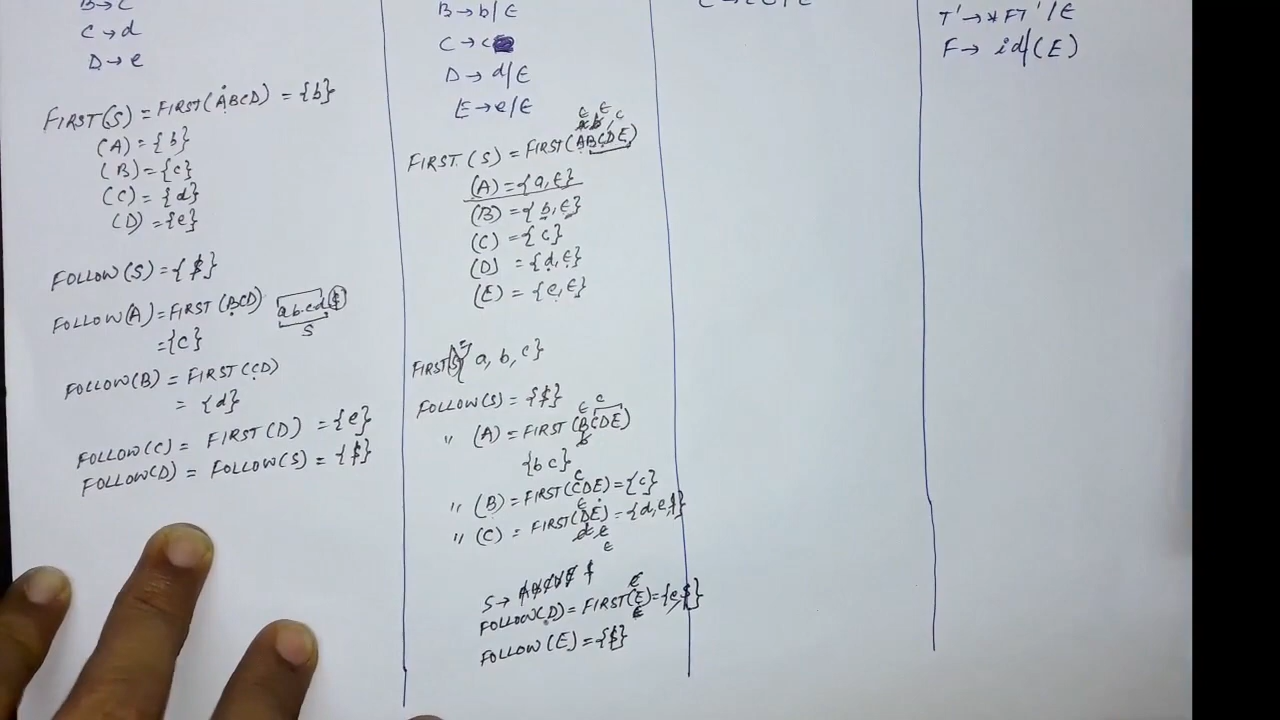 B→c
C→d
D→e
FIRST(S) = FIRST(ABCD) = {b}
(A) = {b}
(B) = {c}
(C) = {d}
(D) = {e}
FOLLOW(S) = {$}
FOLLOW(A) = FIRST(BCD)
= {c}
abcd$
S
FOLLOW(B) = FIRST(CD)
= {d}
FOLLOW(C) = FIRST(D) = {e}
FOLLOW(D) = FOLLOW(S) = {$}
B→b/ε
C→c
D→d/ε
E→e/ε
ε ε c
FIRST(S) = FIRST(ABCDE)
(A) = {a,ε}
(B) = {b,ε}
(C) = {c}
(D) = {d,ε}
(E) = {e,ε}
FIRST(S) = { a, b, c}
FOLLOW(S) = {$}
ε c
" (A) = FIRST(BCDE)
b
{b c}
c
" (B) = FIRST(CDE) = {c}
ε
" (C) = FIRST(DE) = {d,e,$}
d e
ε
S→ABCDE $
ε
FOLLOW(D) = FIRST(E) = {e,$}
ε
FOLLOW(E) = {$}
T'→*FT'/ε
F→id/(E)